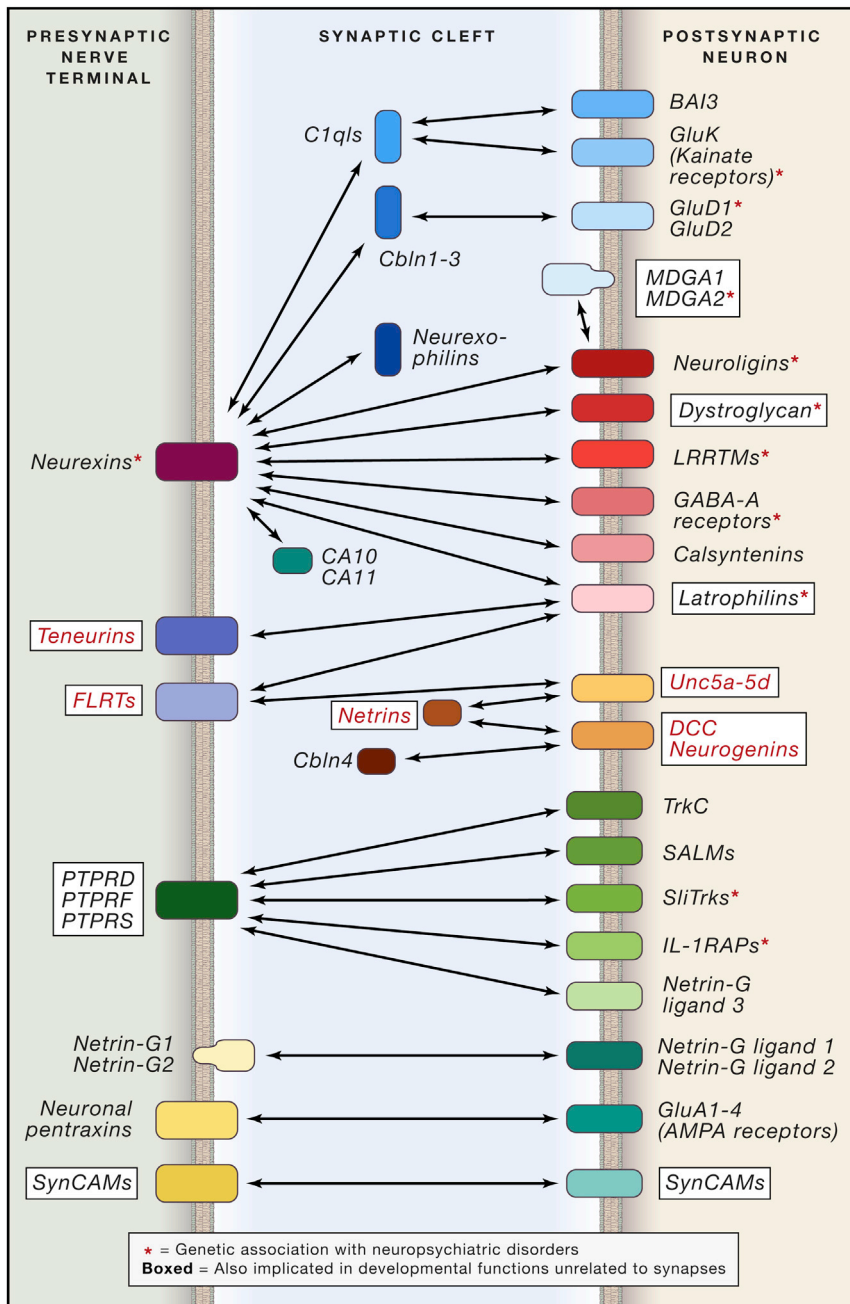 PRESYNAPTIC
NERVE
TERMINAL
SYNAPTIC CLEFT
POSTSYNAPTIC
NEURON
C1qls
BAI3
GluK
(Kainate
receptors)*
Cbln1-3
GluD1*
GluD2
MDGA1
MDGA2*
Neurexo-
philins
Neuroligins*
Dystroglycan*
Neurexins*
LRRTMs*
GABA-A
receptors*
CA10
CA11
Calsyntenins
Latrophilins*
Teneurins
FLRTs
Netrins
Unc5a-5d
Cbln4
DCC
Neurogenins
TrkC
SALMs
PTPRD
PTPRF
PTPRS
SliTrks*
IL-1RAPs*
Netrin-G
ligand 3
Netrin-G1
Netrin-G2
Netrin-G ligand 1
Netrin-G ligand 2
Neuronal
pentraxins
GluA1-4
(AMPA receptors)
SynCAMs
SynCAMs
* = Genetic association with neuropsychiatric disorders
Boxed = Also implicated in developmental functions unrelated to synapses